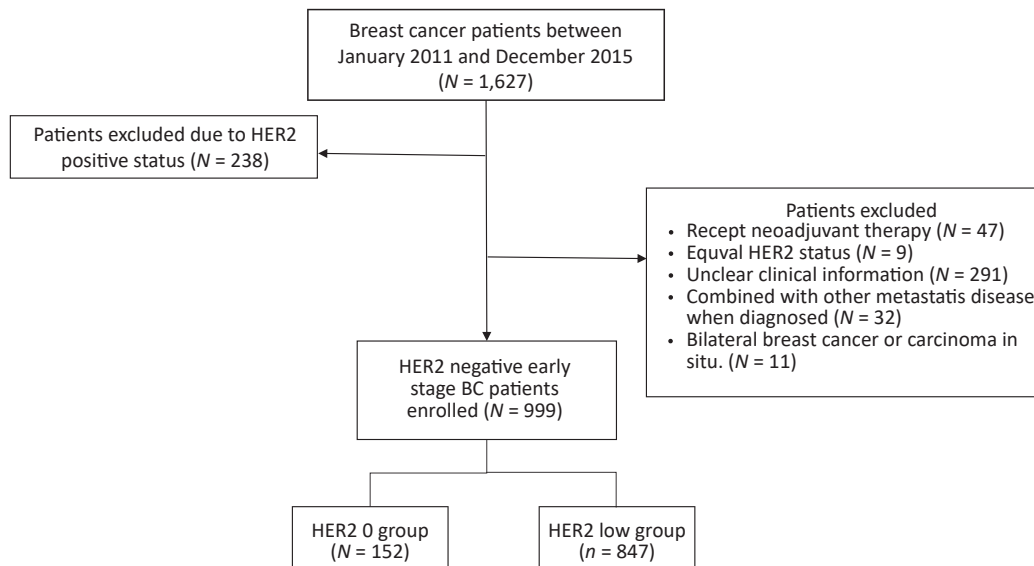 Breast cancer patients between
January 2011 and December 2015
(N = 1,627)
Patients excluded due to HER2
positive status (N = 238)
Patients excluded
• Recept neoadjuvant therapy (N = 47)
• Equval HER2 status (N = 9)
• Unclear clinical information (N = 291)
• Combined with other metastatis disease
when diagnosed (N = 32)
• Bilateral breast cancer or carcinoma in
situ. (N = 11)
HER2 negative early
stage BC patients
enrolled (N = 999)
HER2 0 group
(N = 152)
HER2 low group
(n = 847)